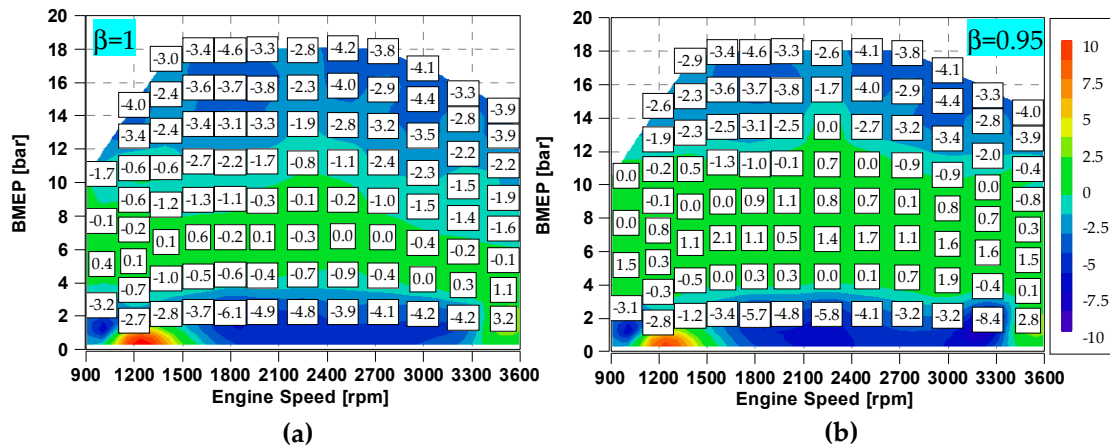 β=1
20
18
16
14
12
10
8
6
4
2
0
BMEP [bar]
-3.0 -3.4 -4.6 -3.3 -2.8 -4.2 -3.8 -4.1
-4.0 -2.4 -3.6 -3.7 -3.8 -2.3 -4.0 -2.9 -4.4 -3.3 -3.9
-3.4 -2.4 -3.4 -3.1 -3.3 -1.9 -2.8 -3.2 -3.5 -2.8 -3.9
-1.7 -0.6 -0.6 -2.7 -2.2 -1.7 -0.8 -1.1 -2.4 -2.3 -2.2 -2.2
-0.6 -1.2 -1.3 -1.1 -0.3 -0.1 -0.2 -1.0 -1.5 -1.5 -1.9
-0.1 -0.2 0.1 0.6 -0.2 0.1 -0.3 0.0 0.0 -0.4 -1.4 -1.6
0.4 0.1 -1.0 -0.5 -0.6 -0.4 -0.7 -0.9 -0.4 0.0 -0.2 -0.1
-0.7 0.3 1.1
-3.2 -2.7 -2.8 -3.7 -6.1 -4.9 -4.8 -3.9 -4.1 -4.2 -4.2 3.2
900 1200 1500 1800 2100 2400 2700 3000 3300 3600
Engine Speed [rpm]
(a)
β=0.95
20
18
16
14
12
10
8
6
4
2
0
BMEP [bar]
-2.9 -3.4 -4.6 -3.3 -2.6 -4.1 -3.8 -4.1
-2.6 -2.3 -3.6 -3.7 -3.8 -1.7 -4.0 -2.9 -4.4 -3.3 -4.0
-1.9 -2.3 -2.5 -3.1 -2.5 0.0 -2.7 -3.2 -3.4 -2.8 -3.9
0.0 -0.2 0.5 -1.3 -1.0 -0.1 0.7 0.0 -0.9 -0.9 -2.0 -0.4
-0.1 0.0 0.0 0.9 1.1 0.8 0.7 0.1 0.8 0.0 -0.8
0.0 0.8 1.1 2.1 1.1 0.5 1.4 1.7 1.1 1.6 0.7 0.3
1.5 0.3 -0.5 0.0 0.3 0.3 0.0 0.1 0.7 1.9 1.6 1.5
-0.3 -0.4 0.1
-3.1 -2.8 -1.2 -3.4 -5.7 -4.8 -5.8 -4.1 -3.2 -3.2 -8.4 2.8
900 1200 1500 1800 2100 2400 2700 3000 3300 3600
Engine Speed [rpm]
(b)
10
7.5
5
2.5
0
-2.5
-5
-7.5
-10